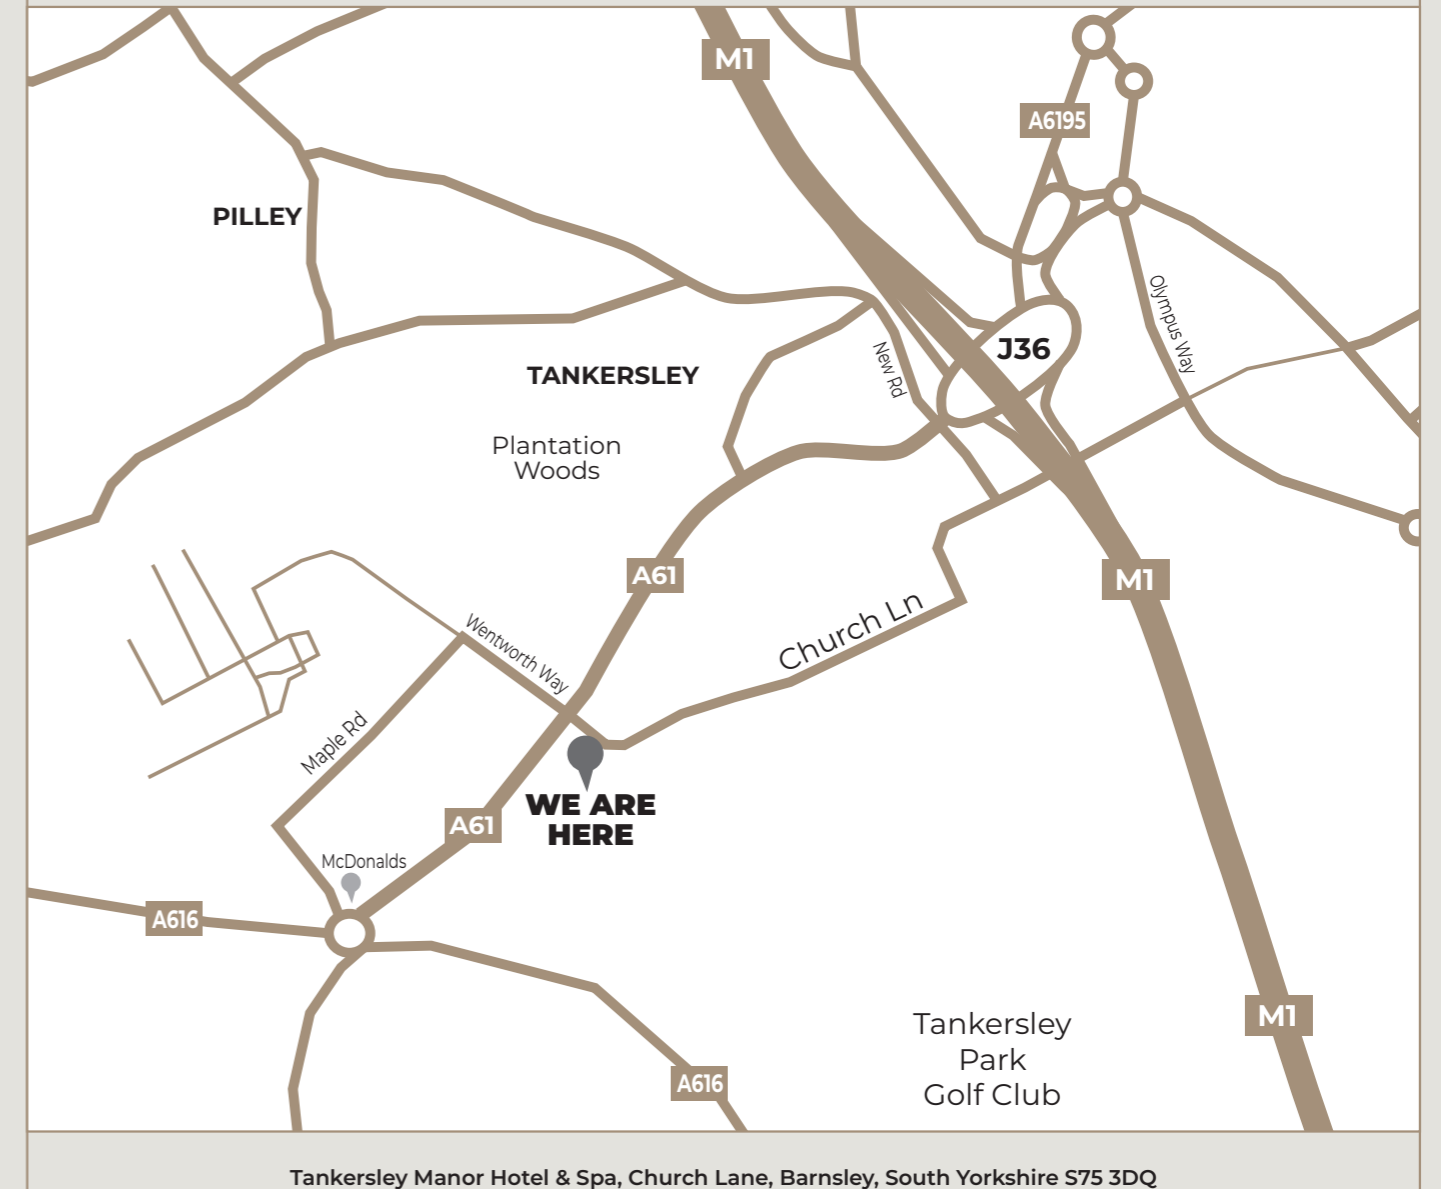 M1
A6195
PILLEY
Olympus Way
J36
New Rd
TANKERSLEY
Plantation
Woods
A61
M1
Church Ln
Wentworth Way
Maple Rd
WE ARE
HERE
A61
McDonalds
A616
M1
Tankersley
Park
Golf Club
A616
Tankersley Manor Hotel & Spa, Church Lane, Barnsley, South Yorkshire S75 3DQ